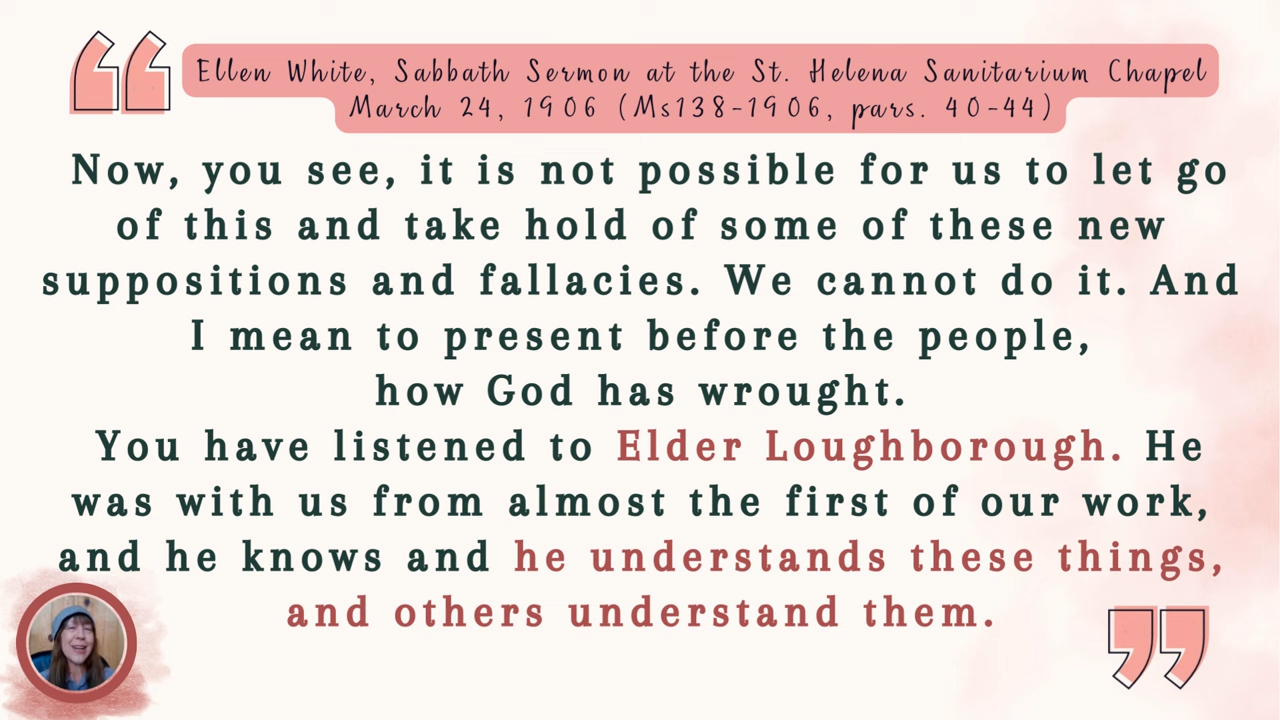 Ellen White, Sabbath Sermon at the St. Helena Sanitarium Chapel
March 24, 1906 (Ms138-1906, pars. 40-44)
Now, you see, it is not possible for us to let go
of this and take hold of some of these new
suppositions and fallacies. We cannot do it. And
I mean to present before the people,
how God has wrought.
You have listened to Elder Loughborough. He
was with us from almost the first of our work,
and he knows and he understands these things,
and others understand them.